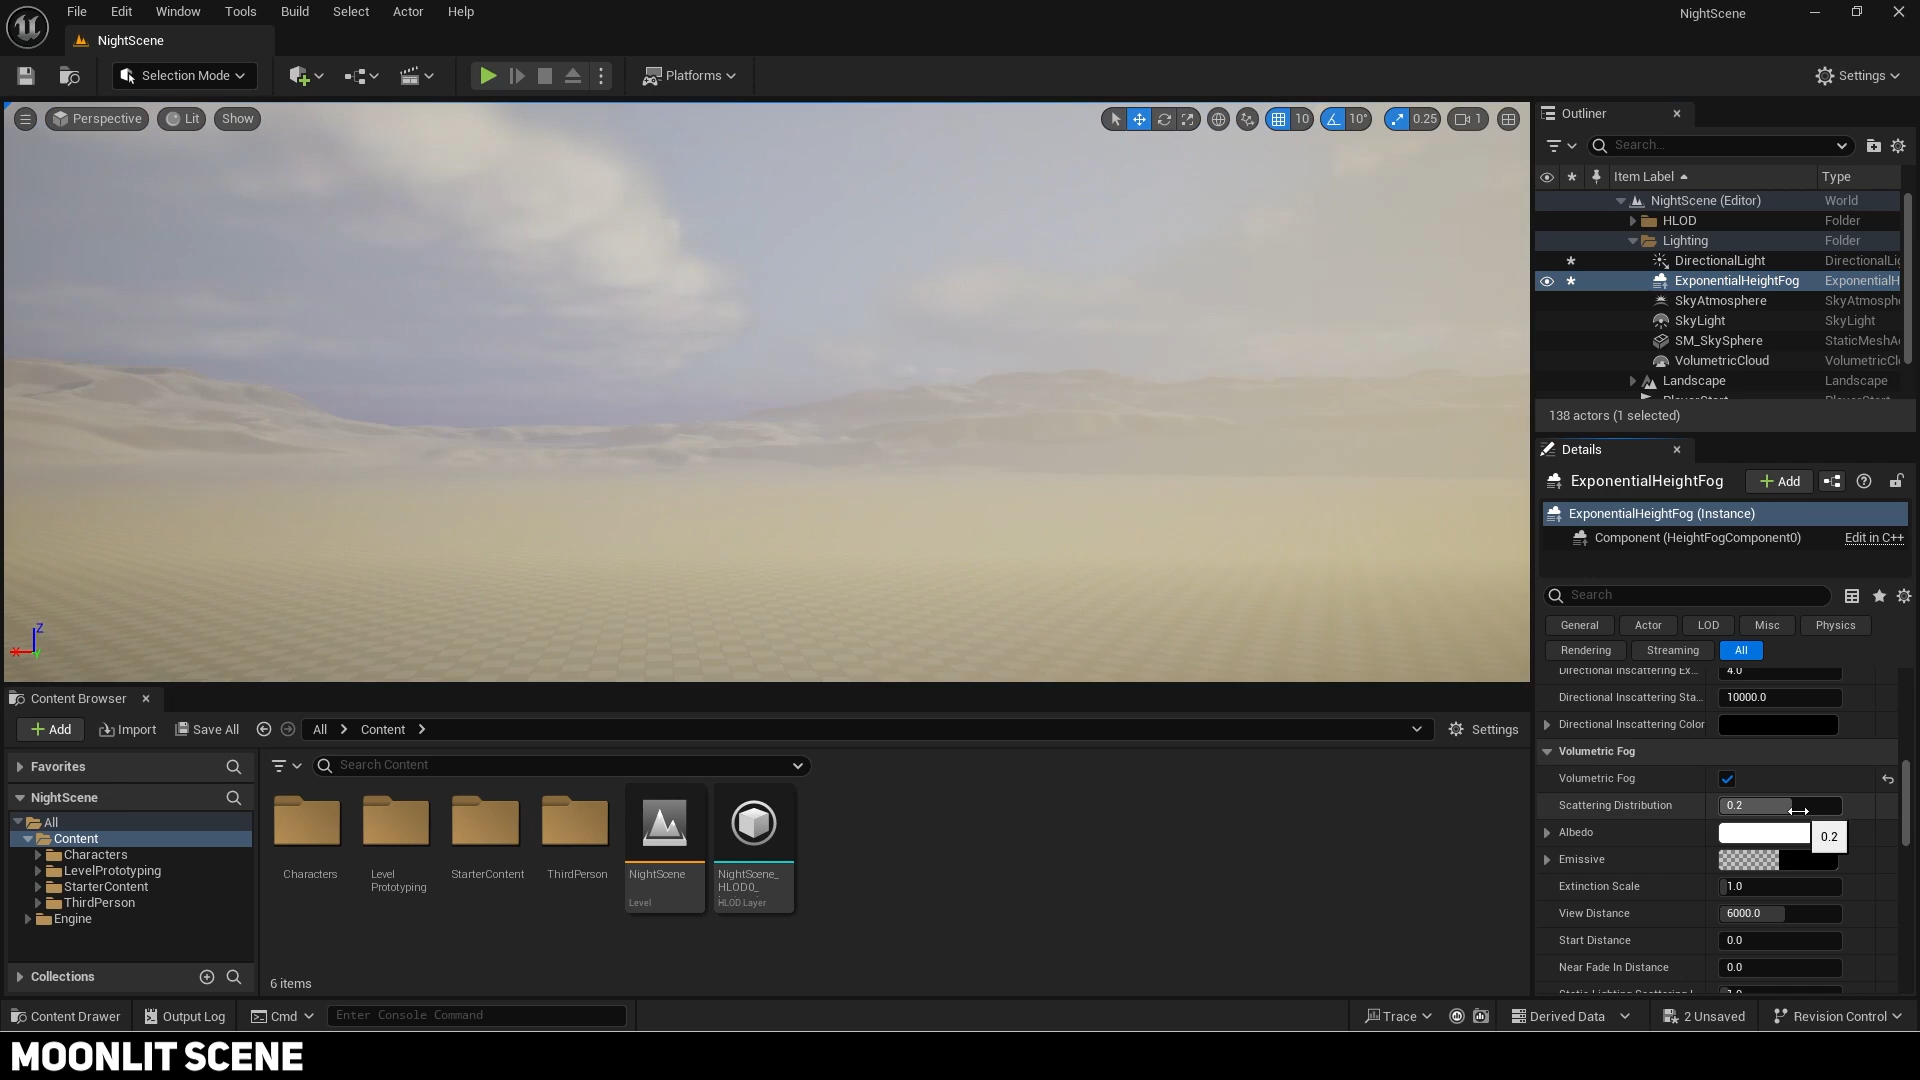 File Edit Window Tools Build Select Actor Help
NightScene
NightScene
Selection Mode
Platforms
Settings
Perspective Lit Show
10 10° 0.25 1
Outliner
Search...
Item Label Type
NightScene (Editor) World
HLOD Folder
Lighting Folder
DirectionalLight DirectionalLi
ExponentialHeightFog ExponentialH
SkyAtmosphere SkyAtmosph
SkyLight SkyLight
SM_SkySphere StaticMeshA
VolumetricCloud VolumetricCl
Landscape Landscape
138 actors (1 selected)
Details
ExponentialHeightFog Add
ExponentialHeightFog (Instance)
Component (HeightFogComponent0) Edit in C++
Search
General Actor LOD Misc Physics
Rendering Streaming All
Directional Inscattering Ex... 4.0
Directional Inscattering Sta... 10000.0
Directional Inscattering Color
Volumetric Fog
Volumetric Fog
Scattering Distribution 0.2
Albedo 0.2
Emissive
Extinction Scale 1.0
View Distance 6000.0
Start Distance 0.0
Near Fade In Distance 0.0
X Z
Content Browser
Add Import Save All All Content Settings
Favorites
Search Content
NightScene
All
Content
Characters
LevelPrototyping
StarterContent
ThirdPerson
Engine
Collections
Characters
Level
Prototyping
StarterContent
ThirdPerson
NightScene
Level
NightScene_
HLOD0_
HLOD Layer
6 items
Content Drawer Output Log Cmd Enter Console Command Trace Derived Data 2 Unsaved Revision Control
MOONLIT SCENE